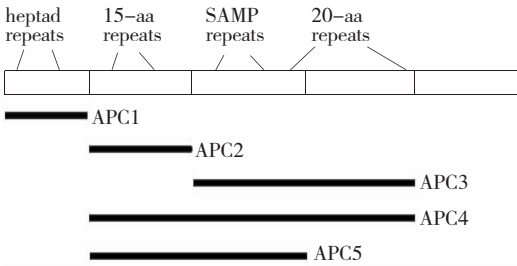 heptad repeats
15-aa repeats
SAMP repeats
20-aa repeats
APC1
APC2
APC3
APC4
APC5